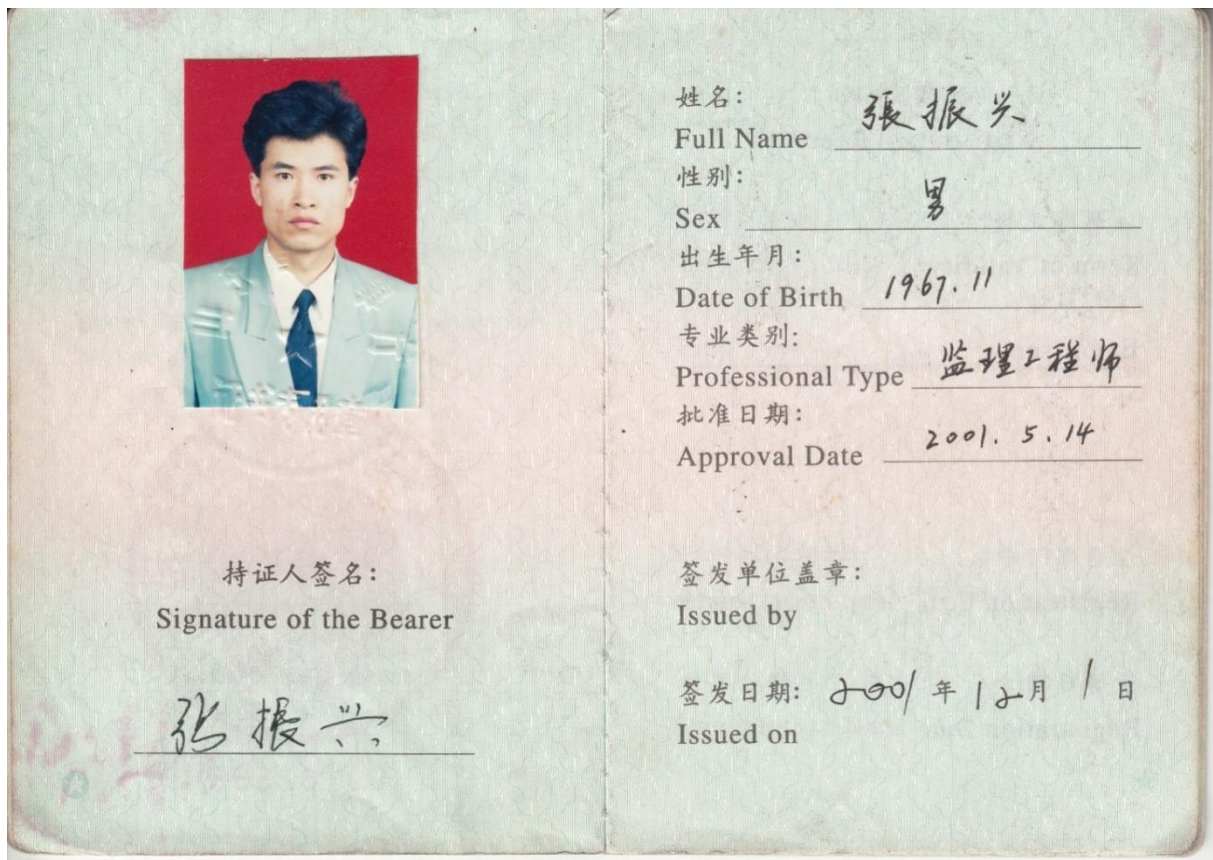 持证人签名:
Signature of the Bearer
张振兴
姓名:
Full Name 張振兴
性别:
Sex 男
出生年月:
Date of Birth 1967.11
专业类别:
Professional Type 监理工程师
批准日期:
Approval Date 2001.5.14
签发单位盖章:
Issued by
签发日期: 2001年12月1日
Issued on